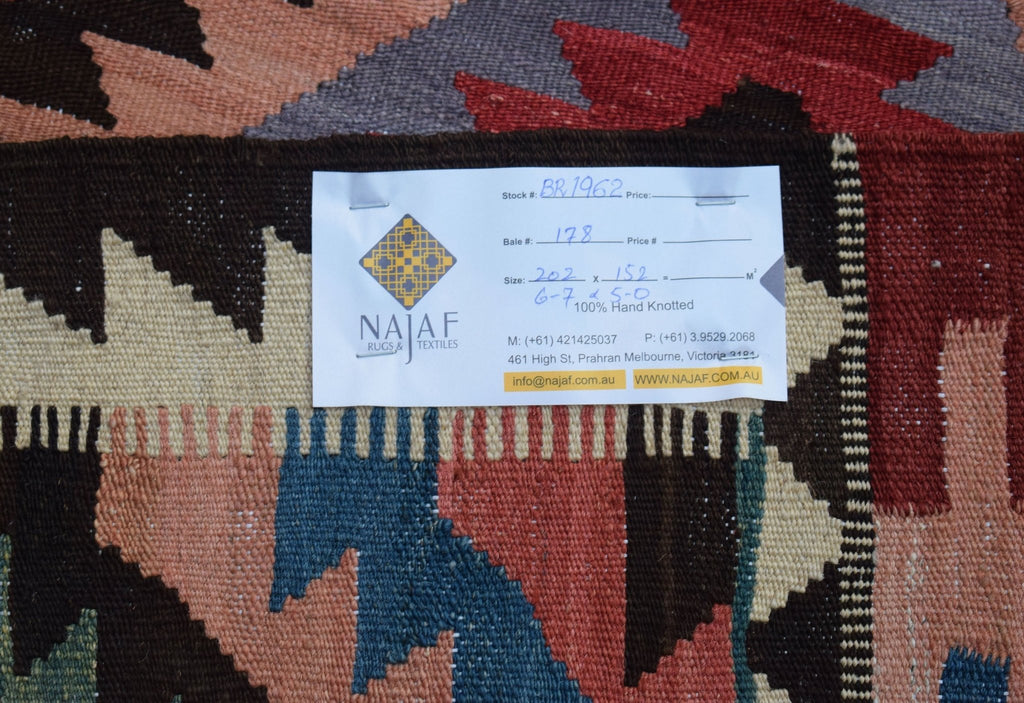 Stock #: BR1962 Price:
Bale #: 178 Price #
Size: 202 x 152 = M²
6-7 x 5-0
100% Hand Knotted
NAJAF
RUGS & TEXTILES
M: (+61) 421425037 P: (+61) 3.9529.2068
461 High St, Prahran Melbourne, Victoria 3181
info@najaf.com.au WWW.NAJAF.COM.AU